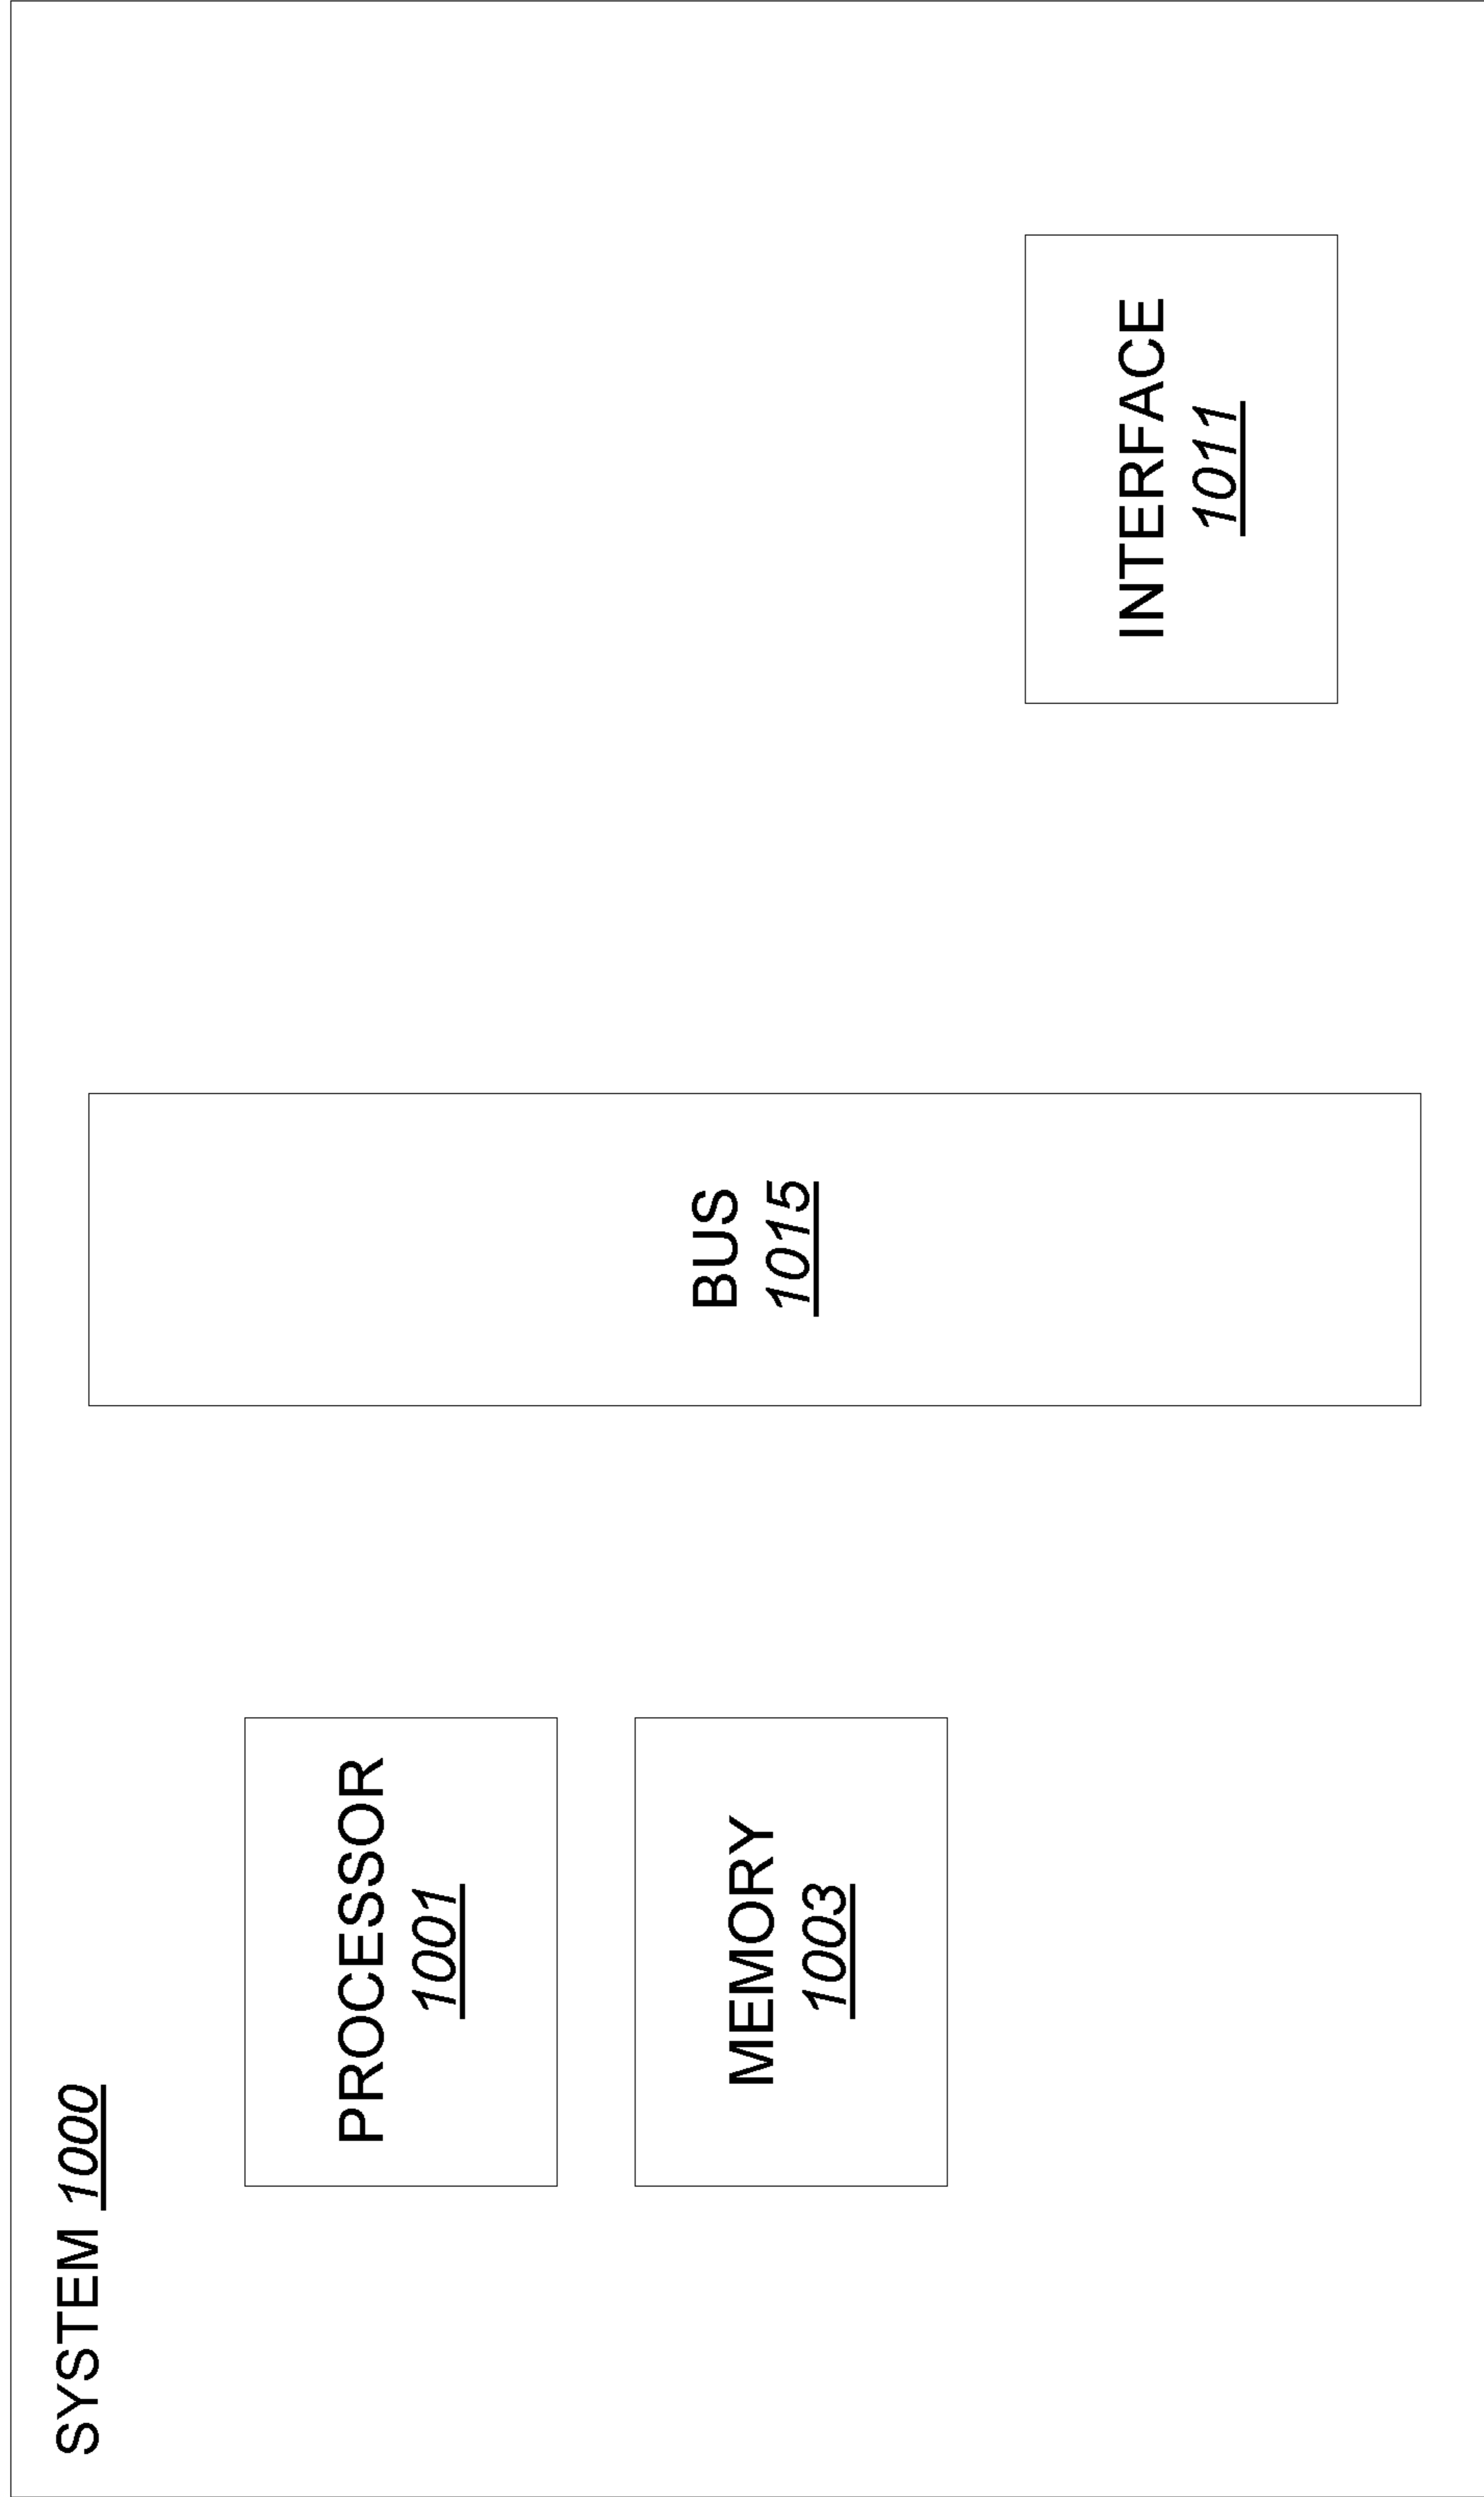 SYSTEM 1000
PROCESSOR
1001
MEMORY
1003
BUS
1015
INTERFACE
1011